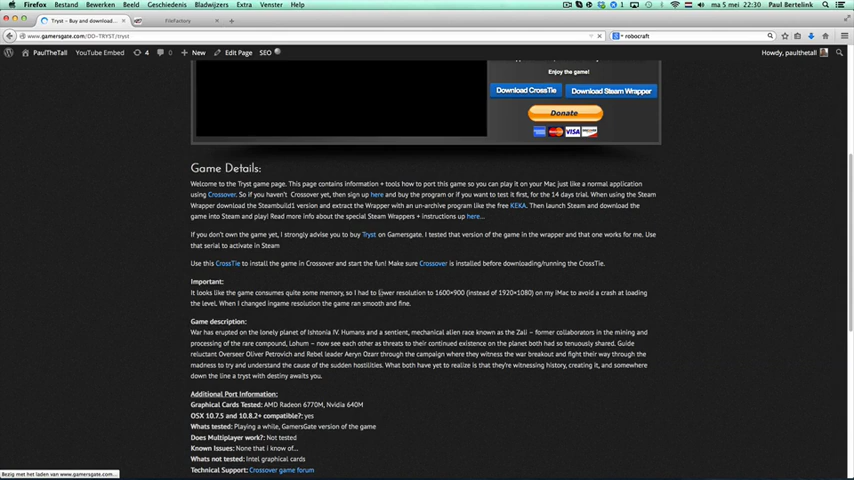 Firefox Bestand Bewerken Beeld Geschiedenis Bladwijzers Extra Venster Help 1 ma 5 mei 22:30 Paul Bertelink
Tryst – Buy and download... FileFactory
www.gamersgate.com/DD-TRYST/tryst robocraft
PaulTheTall YouTube Embed 4 0 New Edit Page SEO Howdy, paulthetall
Enjoy the game!
Download CrossTie Download Steam Wrapper
Donate
VISA
Game Details:
Welcome to the Tryst game page. This page contains information + tools how to port this game so you can play it on your Mac just like a normal application
using Crossover. So if you haven't Crossover yet, then sign up here and buy the program or if you want to test it first, for the 14 days trial. When using the Steam
Wrapper download the Steambuild1 version and extract the Wrapper with an un-archive program like the free KEKA. Then launch Steam and download the
game into Steam and play! Read more info about the special Steam Wrappers + instructions up here...
If you don't own the game yet, I strongly advise you to buy Tryst on Gamersgate. I tested that version of the game in the wrapper and that one works for me. Use
that serial to activate in Steam
Use this CrossTie to install the game in Crossover and start the fun! Make sure Crossover is installed before downloading/running the CrossTie.
Important:
It looks like the game consumes quite some memory, so I had to lower resolution to 1600×900 (instead of 1920×1080) on my iMac to avoid a crash at loading
the level. When I changed ingame resolution the game ran smooth and fine.
Game description:
War has erupted on the lonely planet of Ishtonia IV. Humans and a sentient, mechanical alien race known as the Zali – former collaborators in the mining and
processing of the rare compound, Lohum – now see each other as threats to their continued existence on the planet both had so tenuously shared. Guide
reluctant Overseer Oliver Petrovich and Rebel leader Aeryn Ozarr through the campaign where they witness the war breakout and fight their way through the
madness to try and understand the cause of the sudden hostilities. What both have yet to realize is that they're witnessing history, creating it, and somewhere
down the line a tryst with destiny awaits you.
Additional Port Information:
Graphical Cards Tested: AMD Radeon 6770M, Nvidia 640M
OSX 10.7.5 and 10.8.2+ compatible?: yes
Whats tested: Playing a while, GamersGate version of the game
Does Multiplayer work?: Not tested
Known Issues: None that i know of...
Whats not tested: Intel graphical cards
Technical Support: Crossover game forum
Bezig met het laden van www.gamersgate.com...